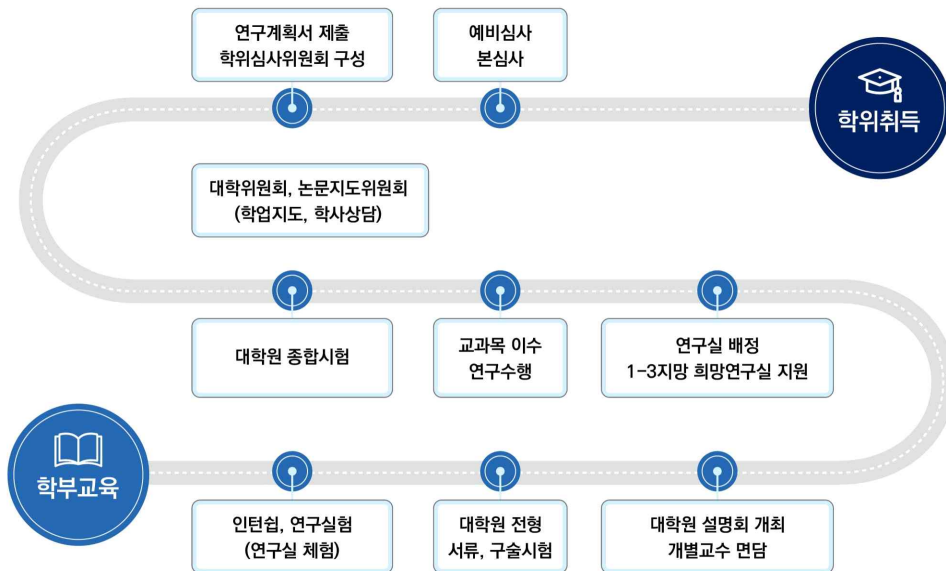 연구계획서 제출
학위심사위원회 구성
예비심사
본심사
학위취득
대학위원회, 논문지도위원회
(학업지도, 학사상담)
대학원 종합시험
교과목 이수
연구수행
연구실 배정
1-3지망 희망연구실 지원
학부교육
인턴쉽, 연구실험
(연구실 체험)
대학원 전형
서류, 구술시험
대학원 설명회 개최
개별교수 면담